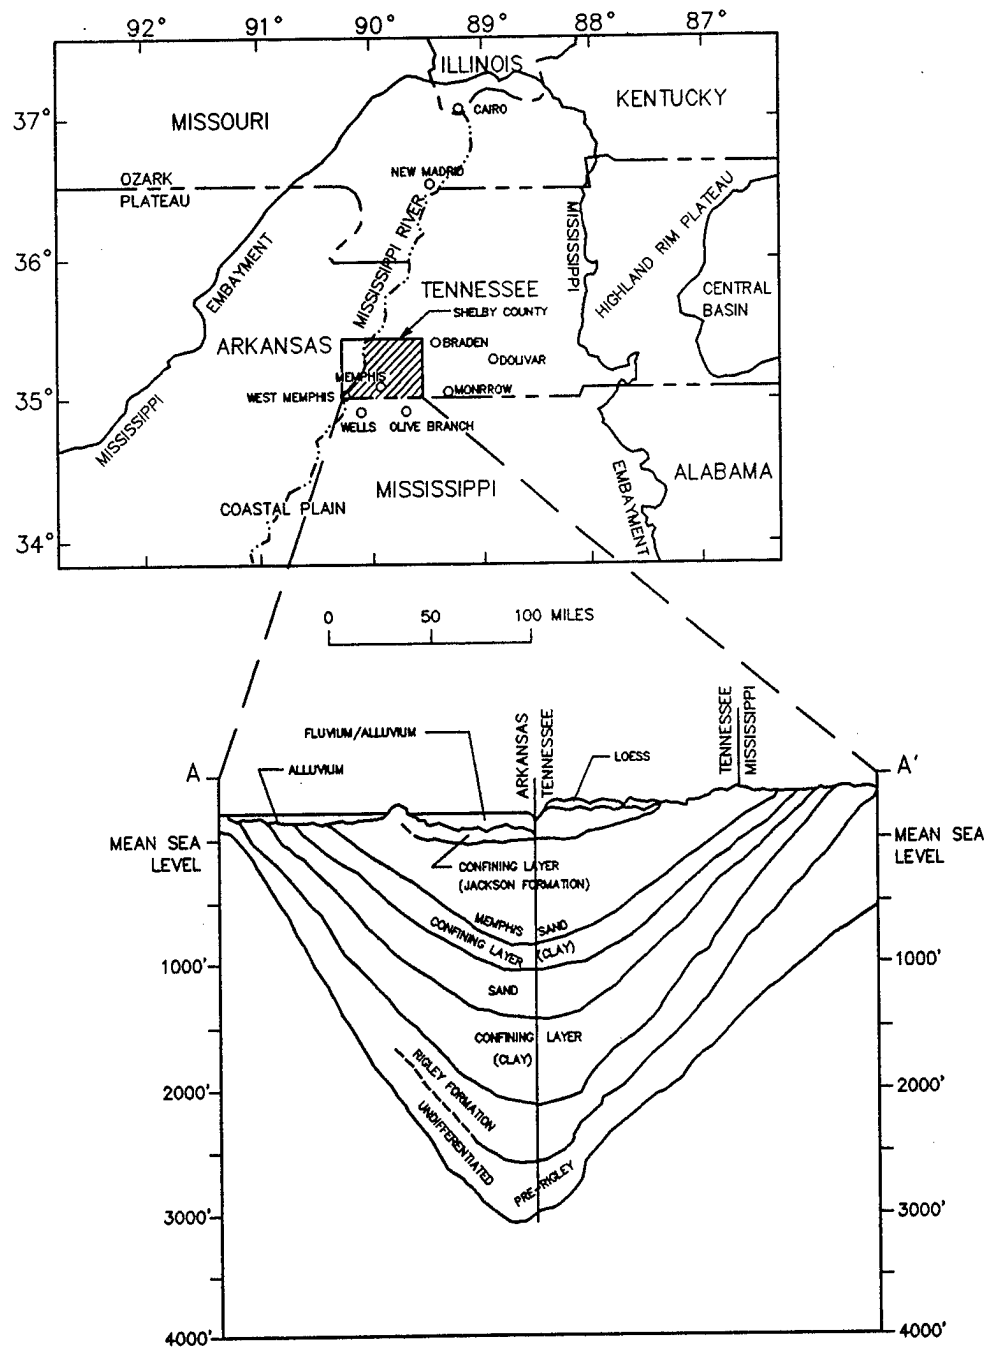 92° 91° 90° 89° 88° 87°
ILLINOIS
KENTUCKY
37°
MISSOURI
CAIRO
NEW MADRID
OZARK
PLATEAU
MISSISSIPPI RIVER
MISSISSIPPI
HIGHLAND RIM PLATEAU
36°
EMBAYMENT
TENNESSEE
CENTRAL
BASIN
SHELBY COUNTY
ARKANSAS
BRADEN
DOLIVAR
MEMPHIS
MONRROW
WEST MEMPHIS
35°
WELLS
OLIVE BRANCH
MISSISSIPPI
ALABAMA
MISSISSIPPI
EMBAYMENT
COASTAL PLAIN
34°
0 50 100 MILES
ARKANSAS
TENNESSEE
TENNESSEE
MISSISSIPPI
FLUVIUM/ALLUVIUM
LOESS
A
A'
ALLUVIUM
MEAN SEA
LEVEL
MEAN SEA
LEVEL
CONFINING LAYER
(JACKSON FORMATION)
MEMPHIS SAND
CONFINING LAYER (CLAY)
1000'
1000'
SAND
CONFINING LAYER
(CLAY)
2000'
2000'
RIGLEY FORMATION
UNDIFFERENTIATED
PRE-RIGLEY
3000'
3000'
4000'
4000'